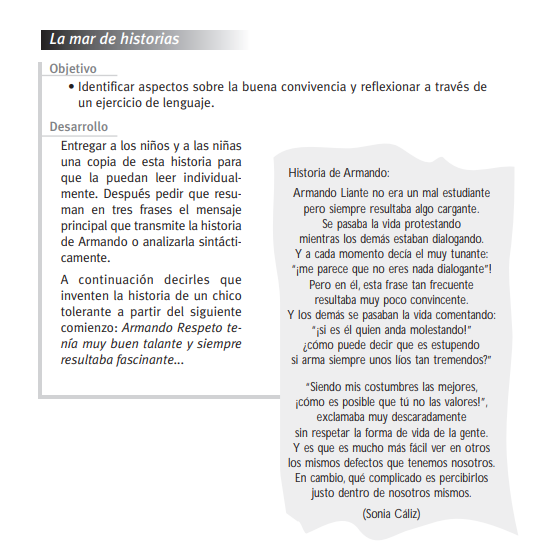 La mar de historias
Objetivo
• Identificar aspectos sobre la buena convivencia y reflexionar a través de
un ejercicio de lenguaje.
Desarrollo
Entregar a los niños y a las niñas
una copia de esta historia para
que la puedan leer individual-
mente. Después pedir que resu-
man en tres frases el mensaje
principal que transmite la historia
de Armando o analizarla sintácti-
camente.
A continuación decirles que
inventen la historia de un chico
tolerante a partir del siguiente
comienzo: Armando Respeto te-
nía muy buen talante y siempre
resultaba fascinante...
Historia de Armando:
Armando Liante no era un mal estudiante
pero siempre resultaba algo cargante.
Se pasaba la vida protestando
mientras los demás estaban dialogando.
Y a cada momento decía el muy tunante:
“¡me parece que no eres nada dialogante”!
Pero en él, esta frase tan frecuente
resultaba muy poco convincente.
Y los demás se pasaban la vida comentando:
“¡si es él quien anda molestando!”
¿cómo puede decir que es estupendo
si arma siempre unos líos tan tremendos?”
“Siendo mis costumbres las mejores,
¡cómo es posible que tú no las valores!”,
exclamaba muy descaradamente
sin respetar la forma de vida de la gente.
Y es que es mucho más fácil ver en otros
los mismos defectos que tenemos nosotros.
En cambio, qué complicado es percibirlos
justo dentro de nosotros mismos.
(Sonia Cáliz)